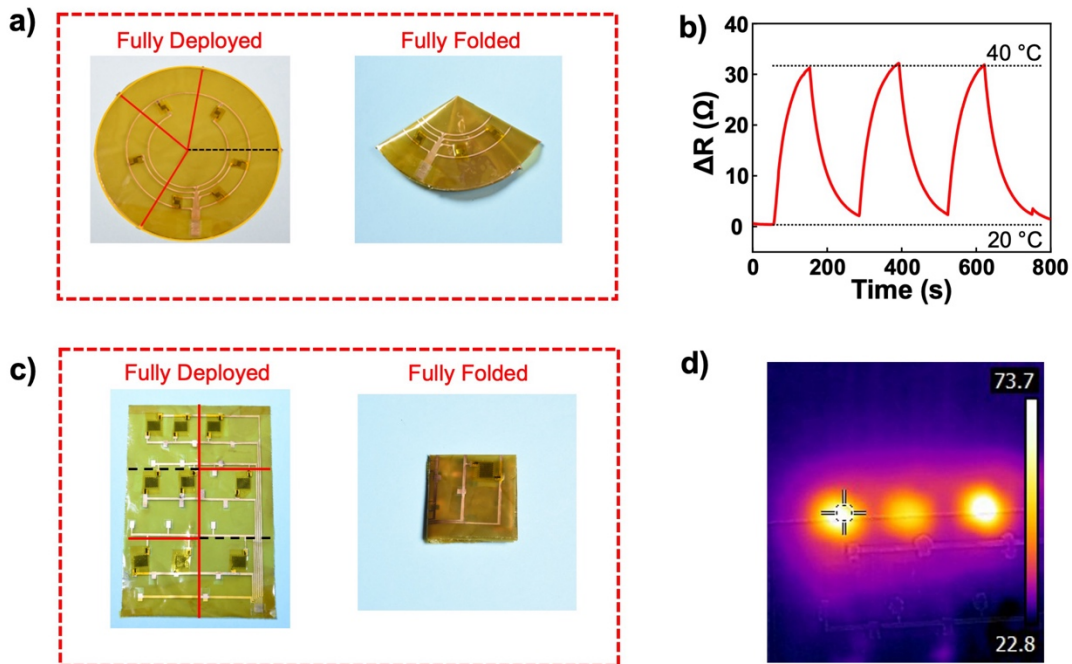 a)
Fully Deployed
Fully Folded
b)
ΔR (Ω)
40
30
20
10
0
40 °C
20 °C
0
200
400
600
800
Time (s)
c)
Fully Deployed
Fully Folded
d)
73.7
22.8